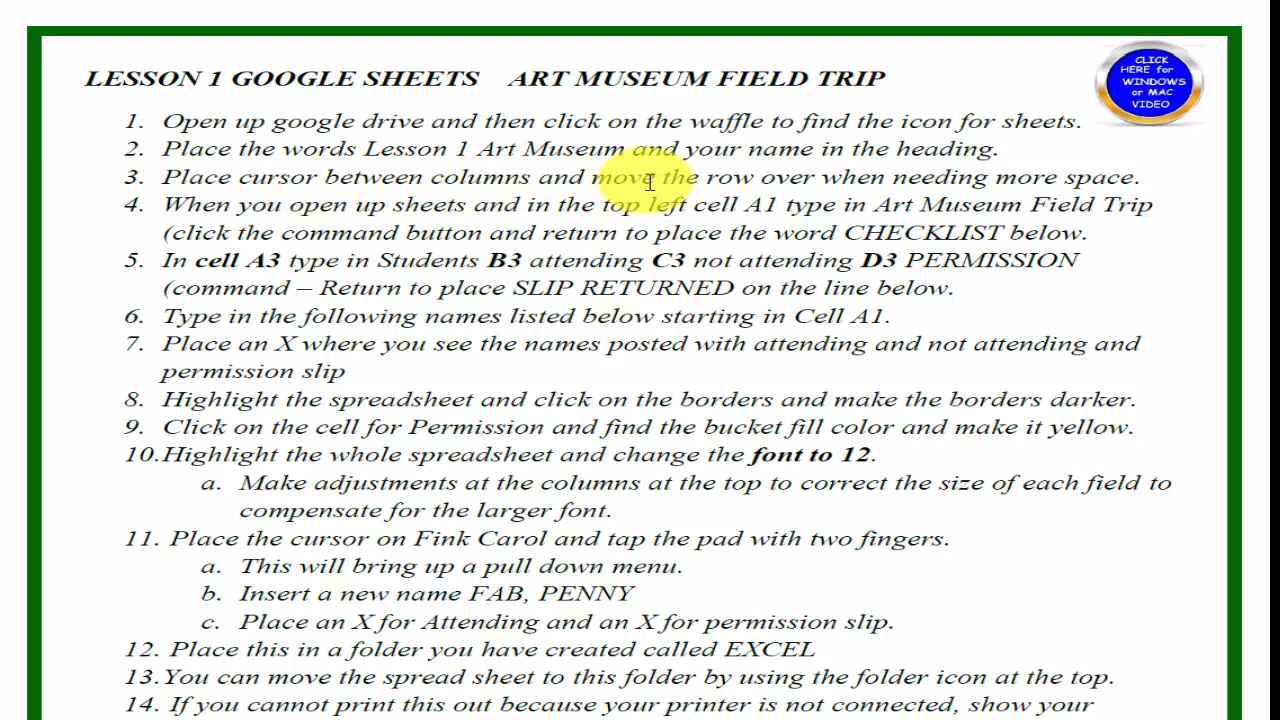 LESSON 1 GOOGLE SHEETS ART MUSEUM FIELD TRIP
CLICK
HERE for
WINDOWS
or MAC
VIDEO
1. Open up google drive and then click on the waffle to find the icon for sheets.
2. Place the words Lesson 1 Art Museum and your name in the heading.
3. Place cursor between columns and move the row over when needing more space.
4. When you open up sheets and in the top left cell A1 type in Art Museum Field Trip
(click the command button and return to place the word CHECKLIST below.
5. In cell A3 type in Students B3 attending C3 not attending D3 PERMISSION
(command – Return to place SLIP RETURNED on the line below.
6. Type in the following names listed below starting in Cell A1.
7. Place an X where you see the names posted with attending and not attending and
permission slip
8. Highlight the spreadsheet and click on the borders and make the borders darker.
9. Click on the cell for Permission and find the bucket fill color and make it yellow.
10. Highlight the whole spreadsheet and change the font to 12.
a. Make adjustments at the columns at the top to correct the size of each field to
compensate for the larger font.
11. Place the cursor on Fink Carol and tap the pad with two fingers.
a. This will bring up a pull down menu.
b. Insert a new name FAB, PENNY
c. Place an X for Attending and an X for permission slip.
12. Place this in a folder you have created called EXCEL
13. You can move the spread sheet to this folder by using the folder icon at the top.
14. If you cannot print this out because your printer is not connected, show your